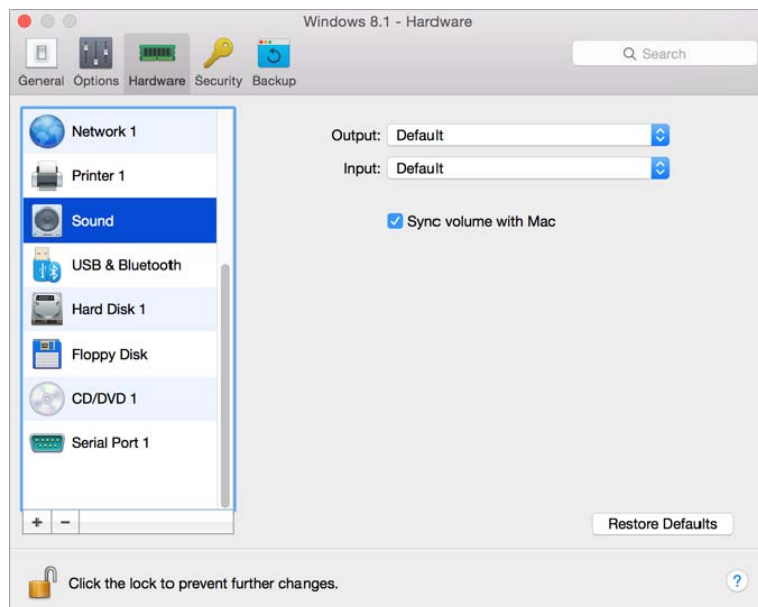 Windows 8.1 - Hardware
General Options Hardware Security Backup
Search
Network 1
Printer 1
Sound
USB & Bluetooth
Hard Disk 1
Floppy Disk
CD/DVD 1
Serial Port 1
Output: Default
Input: Default
Sync volume with Mac
+ -
Restore Defaults
Click the lock to prevent further changes.
?